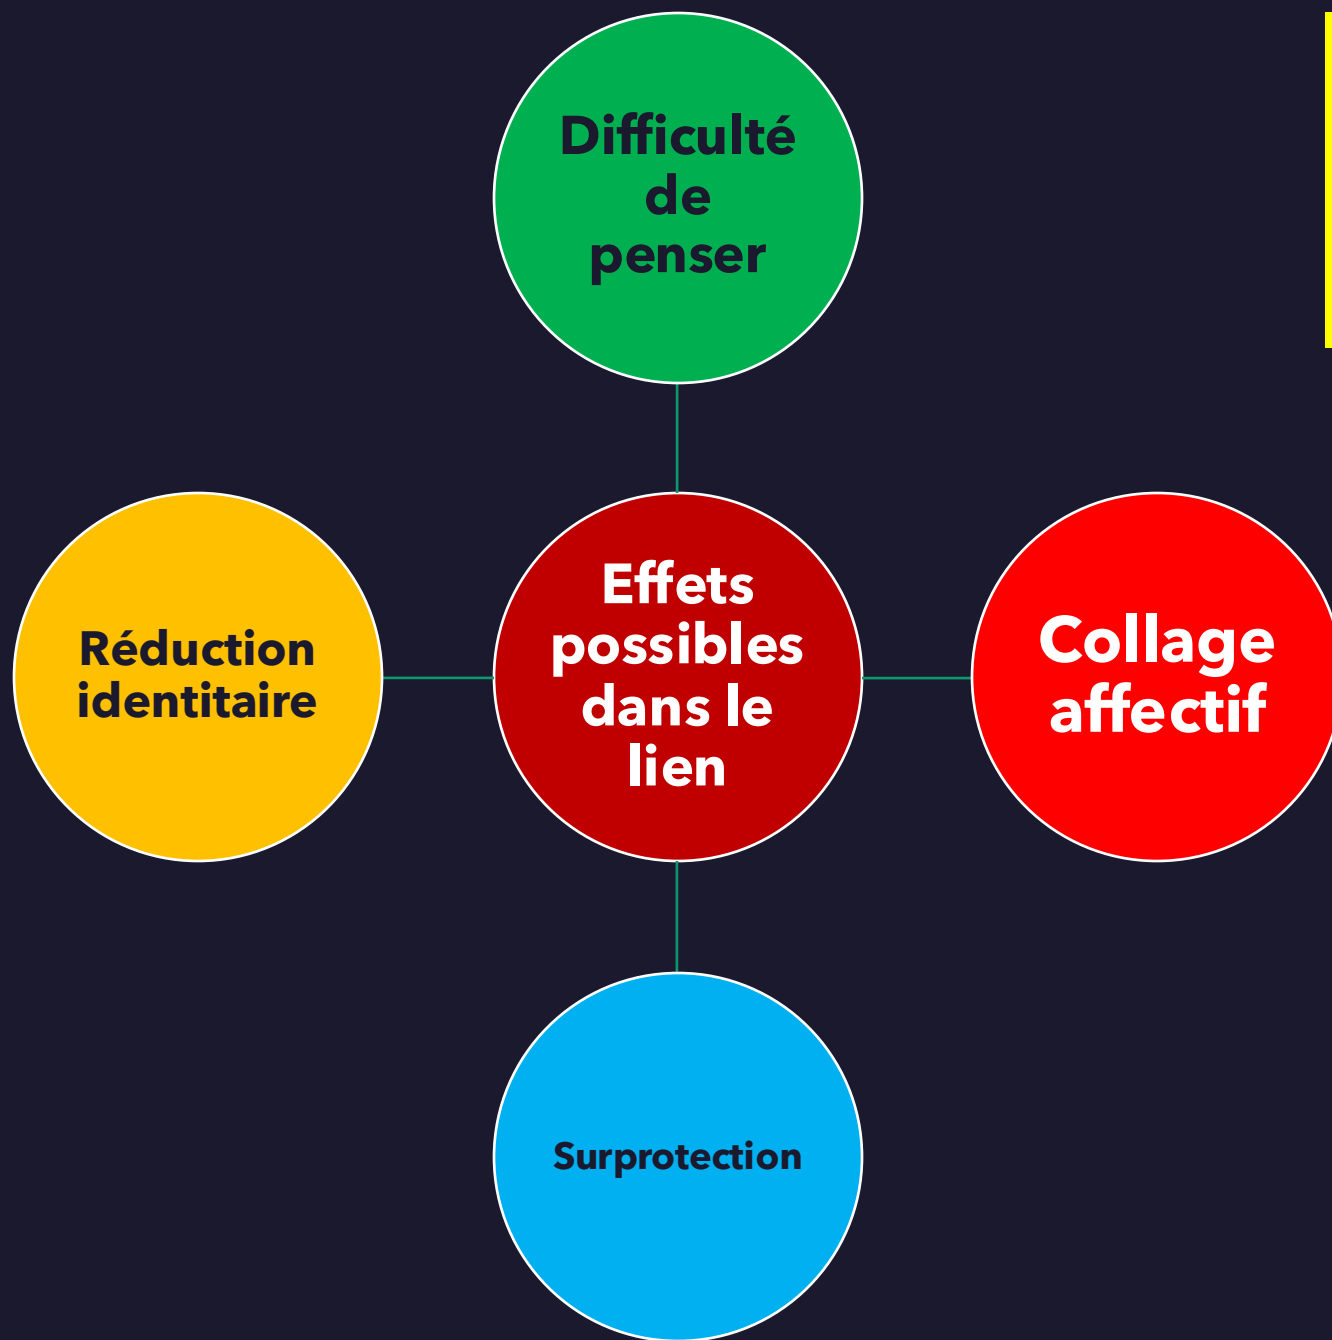 Difficulté
de
penser
Effets
possibles
dans le
lien
Réduction
identitaire
Collage
affectif
Surprotection